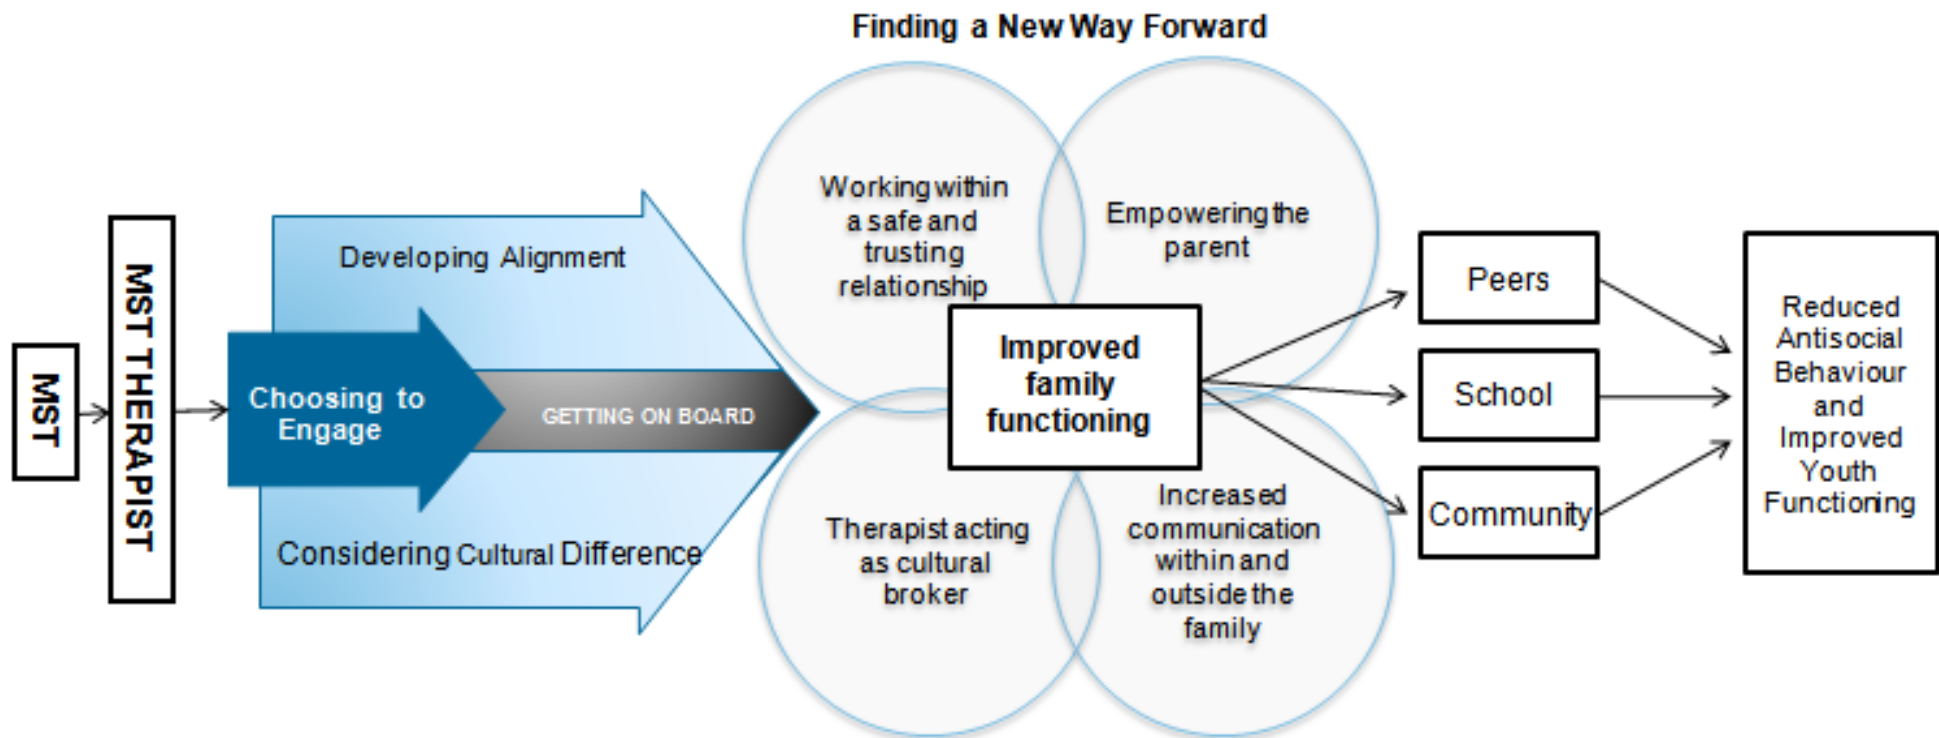 Finding a New Way Forward
MST
MST THERAPIST
Developing Alignment
Choosing to
Engage
GETTING ON BOARD
Considering Cultural Difference
Working within
a safe and
trusting
relationship
Empowering the
parent
Improved
family
functioning
Therapist acting
as cultural
broker
Increased
communication
within and
outside the
family
Peers
School
Community
Reduced
Antisocial
Behaviour
and
Improved
Youth
Functioning